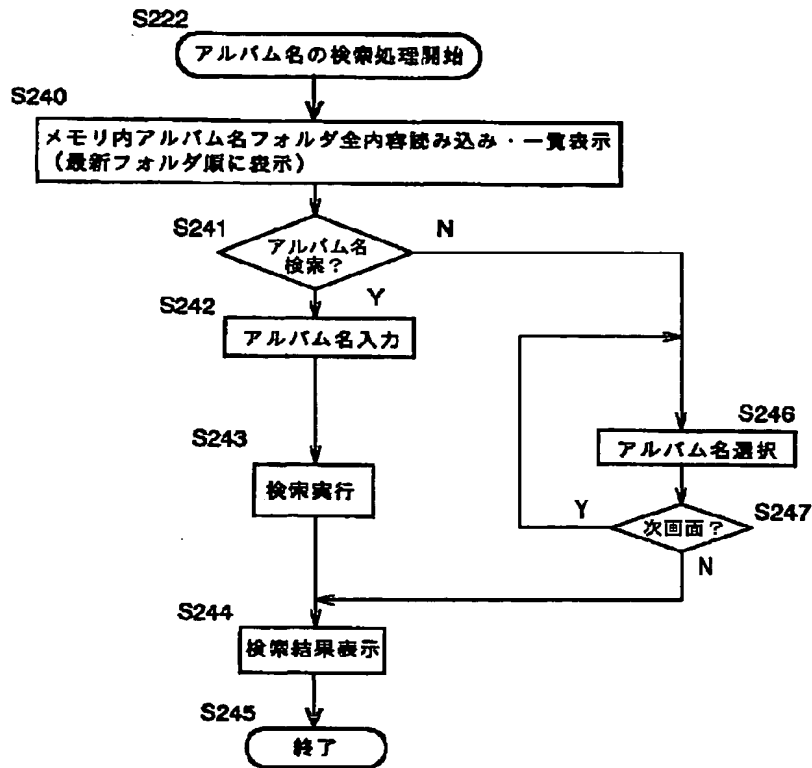 S222
アルバム名の検索処理開始
S240
メモリ内アルバム名フォルダ全内容読み込み・一覧表示
(最新フォルダ順に表示)
S241
アルバム名
検索?
N
Y
S242
アルバム名入力
S243
検索実行
S246
アルバム名選択
S247
次画面?
Y
N
S244
検索結果表示
S245
終了